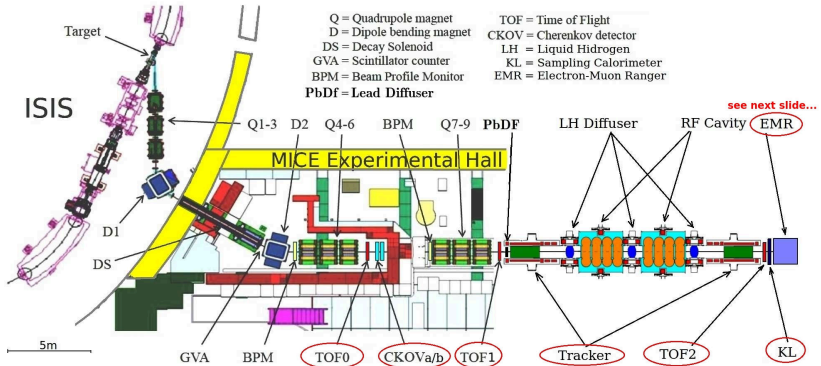 Q = Quadrupole magnet
D = Dipole bending magnet
DS = Decay Solenoid
GVA = Scintillator counter
BPM = Beam Profile Monitor
PbDf = Lead Diffuser
TOF = Time of Flight
CKOV = Cherenkov detector
LH = Liquid Hidrogen
KL = Sampling Calorimeter
EMR = Electron-Muon Ranger
Target
ISIS
see next slide...
Q1-3 D2 Q4-6 BPM Q7-9 PbDF LH Diffuser RF Cavity EMR
MICE Experimental Hall
D1
DS
5m
GVA BPM TOF0 CKOVa/b TOF1 Tracker TOF2 KL